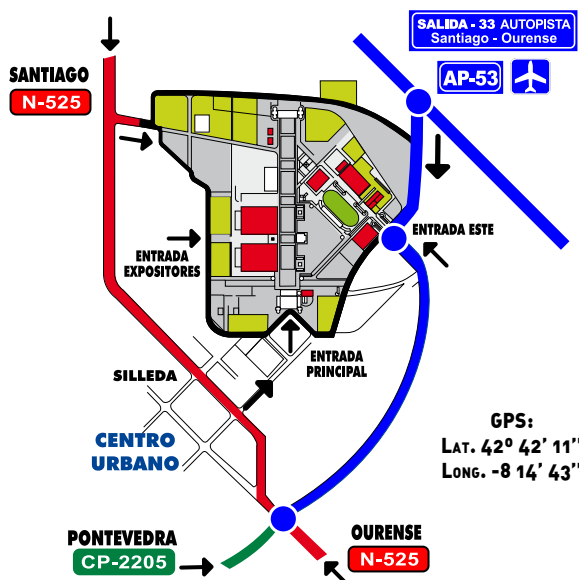 SALIDA - 33 AUTOPISTA
Santiago - Ourense
AP-53
SANTIAGO
N-525
ENTRADA ESTE
ENTRADA
EXPOSITORES
ENTRADA
PRINCIPAL
SILLEDA
CENTRO
URBANO
GPS:
LAT. 42º 42’ 11’’
LONG. -8 14’ 43’’
PONTEVEDRA
CP-2205
OURENSE
N-525